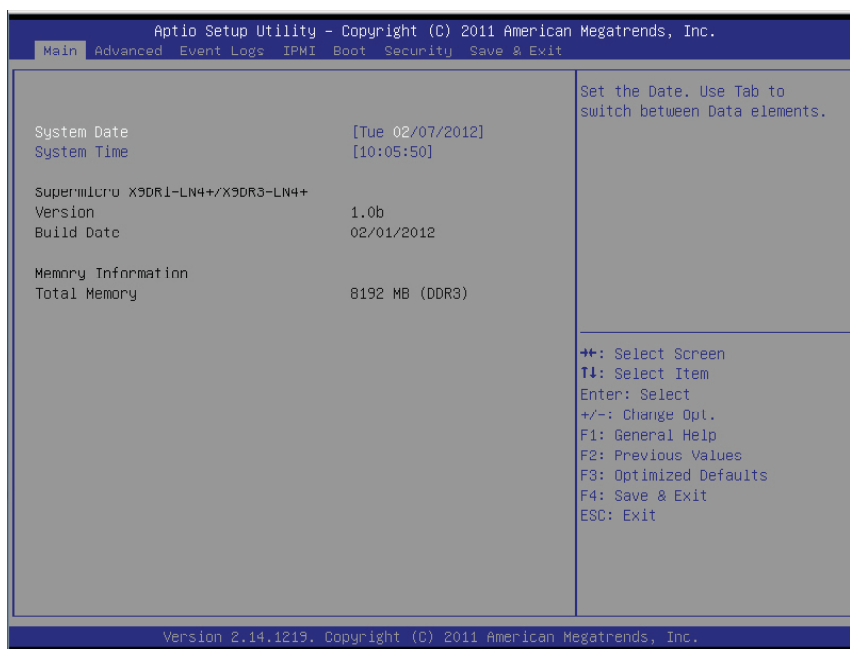 Aptio Setup Utility – Copyright (C) 2011 American Megatrends, Inc.
Main Advanced Event Logs IPMI Boot Security Save & Exit
Set the Date. Use Tab to
switch between Data elements.
System Date [Tue 02/07/2012]
System Time [10:05:50]
Supermicro X9DRi-LN4+/X9DR3-LN4+
Version 1.0b
Build Date 02/01/2012
Memory Information
Total Memory 8192 MB (DDR3)
→←: Select Screen
↑↓: Select Item
Enter: Select
+/-: Change Opt.
F1: General Help
F2: Previous Values
F3: Optimized Defaults
F4: Save & Exit
ESC: Exit
Version 2.14.1219. Copyright (C) 2011 American Megatrends, Inc.